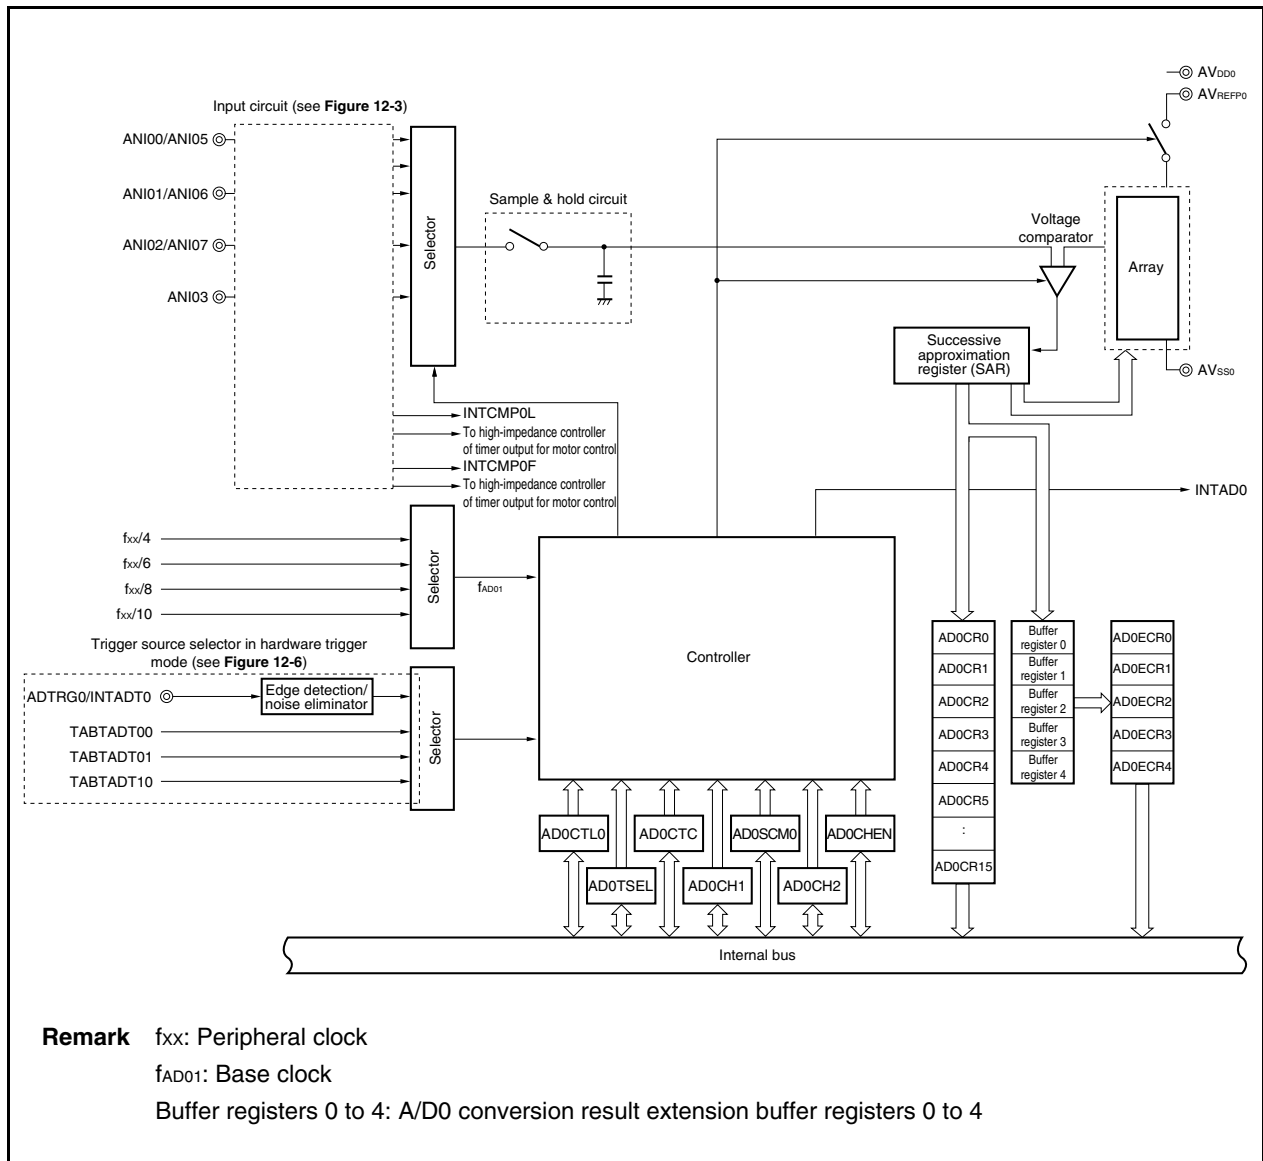 AVDD0
AVREFP0
Input circuit (see Figure 12-3)
ANI00/ANI05
ANI01/ANI06
ANI02/ANI07
ANI03
Selector
Sample & hold circuit
Voltage
comparator
Array
Successive
approximation
register (SAR)
AVSS0
INTCMP0L
To high-impedance controller
of timer output for motor control
INTCMP0F
To high-impedance controller
of timer output for motor control
INTAD0
fxx/4
fxx/6
fxx/8
fxx/10
Selector
fAD01
Controller
Trigger source selector in hardware trigger
mode (see Figure 12-6)
ADTRG0/INTADT0
Edge detection/
noise eliminator
TABTADT00
TABTADT01
TABTADT10
Selector
AD0CR0
AD0CR1
AD0CR2
AD0CR3
AD0CR4
AD0CR5
:
AD0CR15
Buffer
register 0
Buffer
register 1
Buffer
register 2
Buffer
register 3
Buffer
register 4
AD0ECR0
AD0ECR1
AD0ECR2
AD0ECR3
AD0ECR4
AD0CTL0
AD0CTC
AD0SCM0
AD0CHEN
AD0TSEL
AD0CH1
AD0CH2
Internal bus
Remark fxx: Peripheral clock
fAD01: Base clock
Buffer registers 0 to 4: A/D0 conversion result extension buffer registers 0 to 4